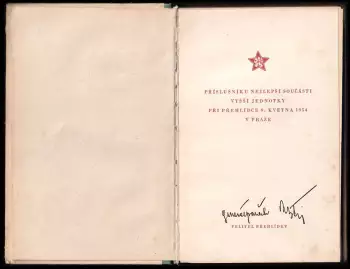 PŘÍSLUŠNÍKU NEJLEPŠÍ SOUČÁSTI
VYŠŠÍ JEDNOTKY
PŘI PŘEHLÍDCE 9. KVĚTNA 1954
V PRAZE
VELITEL PŘEHLÍDKY